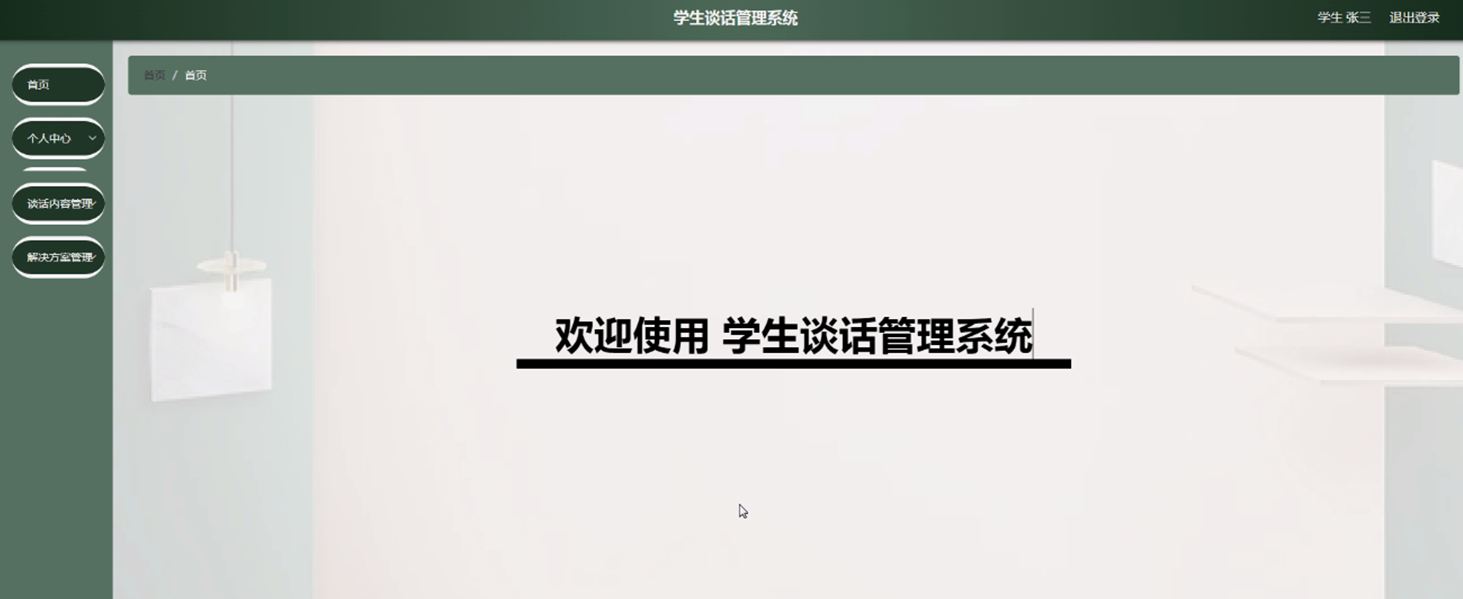 学生谈话管理系统
学生 张三 退出登录
首页 / 首页
首页
个人中心
谈话内容管理
解决方案管理
欢迎使用 学生谈话管理系统